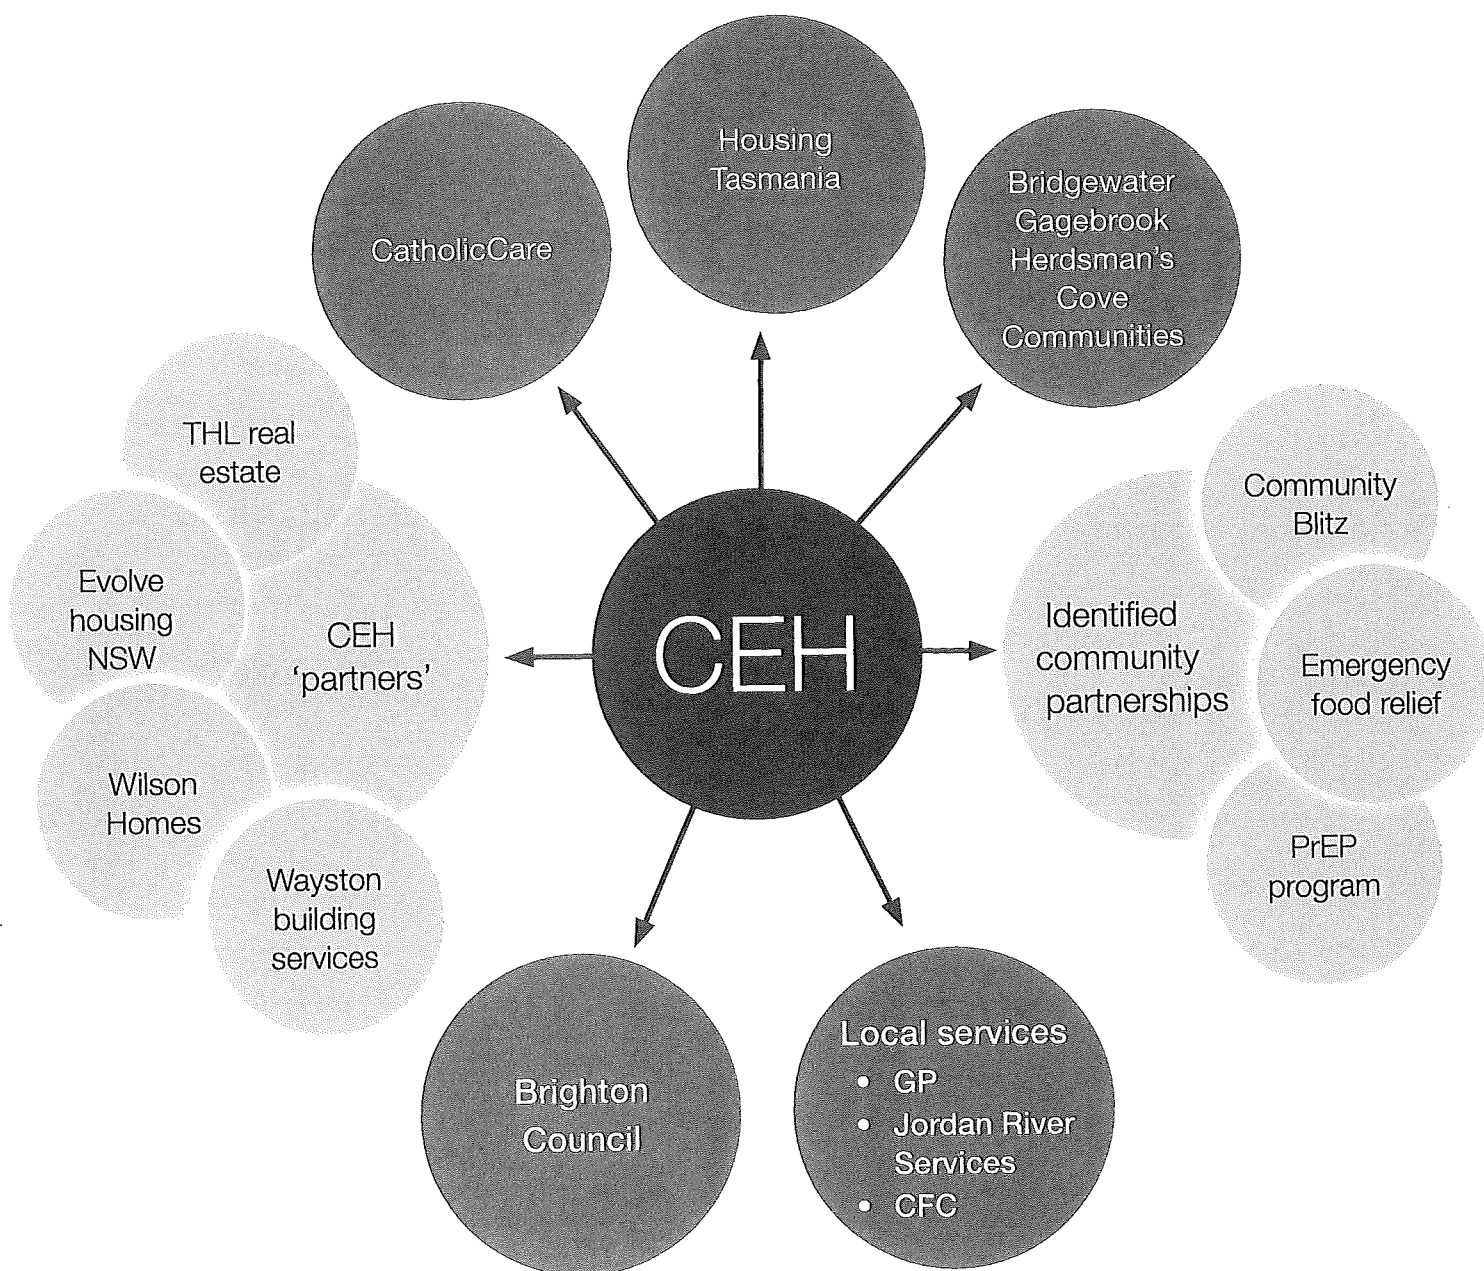 Housing
Tasmania
CatholicCare
Bridgewater
Gagebrook
Herdsman's
Cove
Communities
THL real
estate
Evolve
housing
NSW
CEH
'partners'
Wilson
Homes
Wayston
building
services
CEH
Identified
community
partnerships
Community
Blitz
Emergency
food relief
PrEP
program
Brighton
Council
Local services
• GP
• Jordan River
Services
• CFC